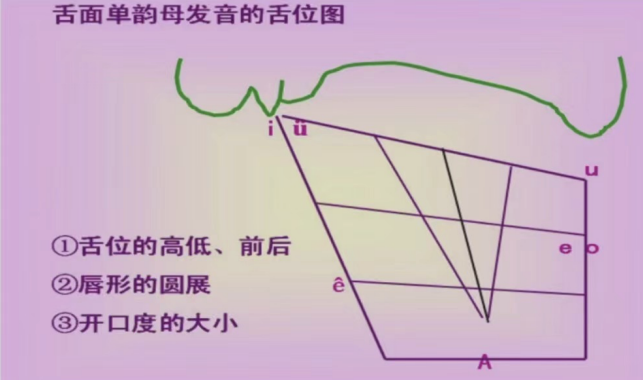 舌面单韵母发音的舌位图
i ü
u
①舌位的高低、前后
e o
②唇形的圆展
ê
③开口度的大小
A